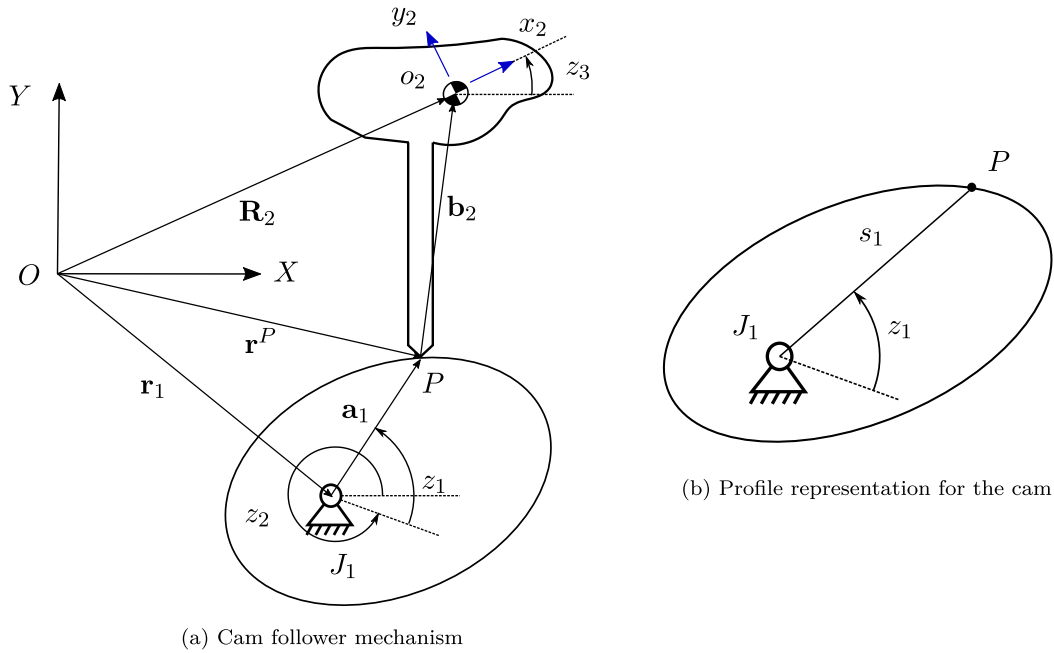 y₂
x₂
o₂
z₃
Y
R₂
b₂
O
X
rᴾ
r₁
P
a₁
z₁
z₂
J₁
(a) Cam follower mechanism
P
s₁
J₁
z₁
(b) Profile representation for the cam